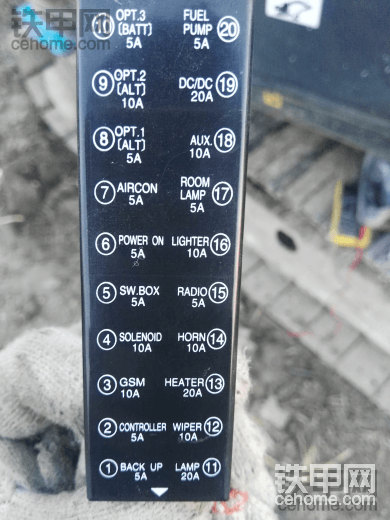 铁甲网
cehome.com
10 OPT.3 (BATT) 5A
FUEL PUMP 5A 20
9 OPT.2 (ALT) 10A
DC/DC 20A 19
8 OPT.1 (ALT) 5A
AUX. 10A 18
7 AIRCON 5A
ROOM LAMP 5A 17
6 POWER ON 5A
LIGHTER 10A 16
5 SW.BOX 5A
RADIO 5A 15
4 SOLENOID 10A
HORN 10A 14
3 GSM 10A
HEATER 20A 13
2 CONTROLLER 5A
WIPER 10A 12
1 BACK UP 5A
LAMP 20A 11
铁甲网
cehome.com